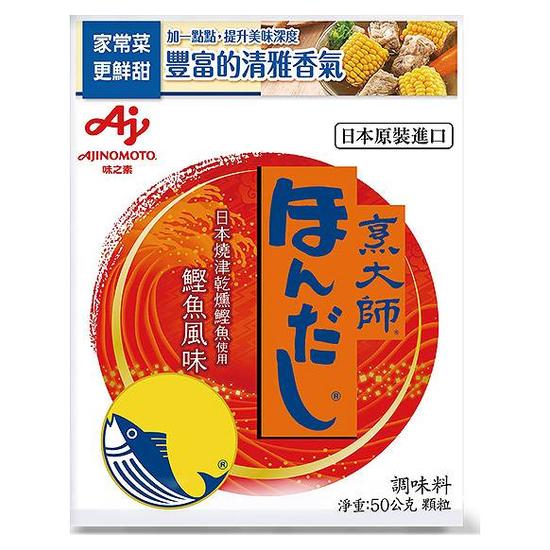 家常菜
更鮮甜
加一點點，提升美味深度
豐富的清雅香氣
Aj
AJINOMOTO®
味之素
日本原裝進口
烹大師®
ほんだし®
日本燒津乾燻鰹魚使用
鰹魚風味
®
調味料
淨重:50公克 顆粒